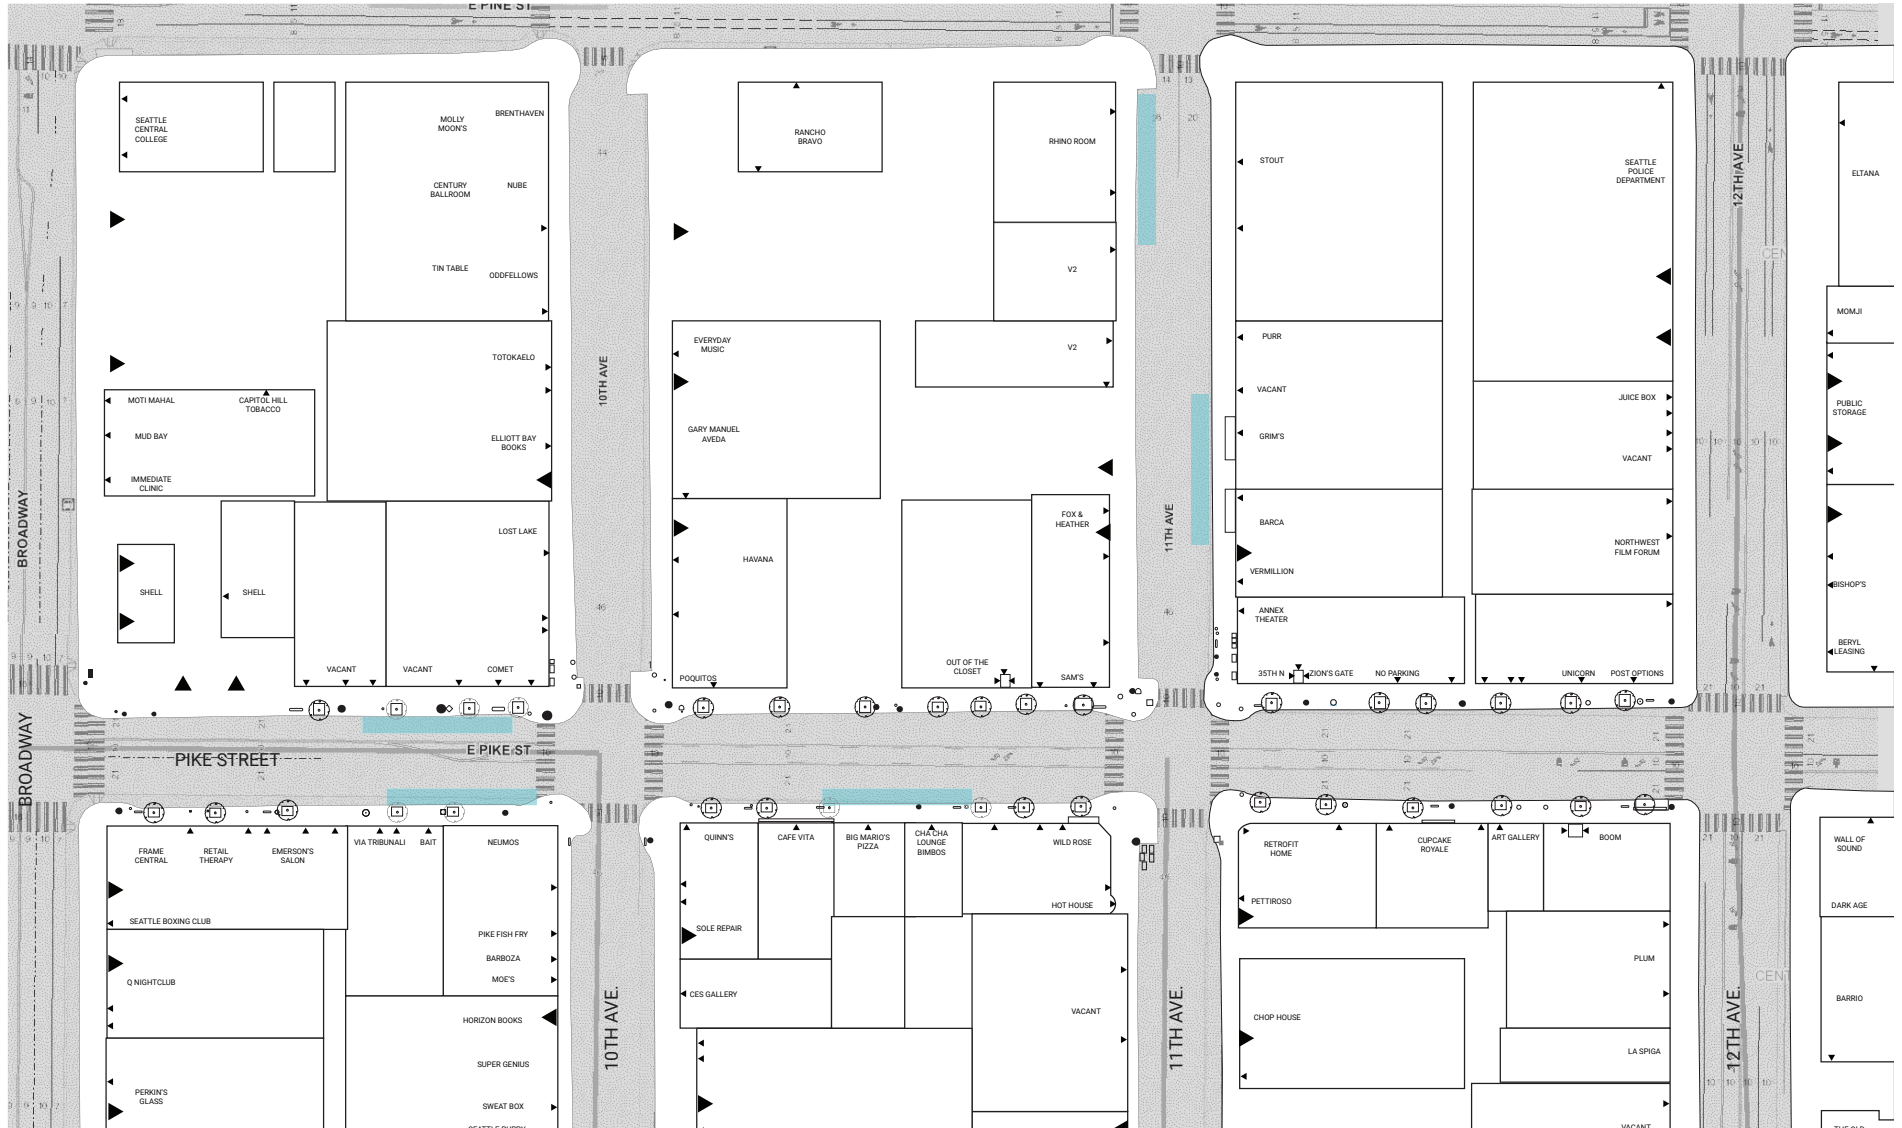 E PINE ST
SEATTLE
CENTRAL
COLLEGE
MOLLY
MOON'S
BRENTHAVEN
CENTURY
BALLROOM
NUBE
TIN TABLE
ODDFELLOWS
TOTOKAELO
MOTI MAHAL
CAPITOL HILL
TOBACCO
MUD BAY
ELLIOTT BAY
BOOKS
IMMEDIATE
CLINIC
LOST LAKE
SHELL
SHELL
VACANT
VACANT
COMET
BROADWAY
10TH AVE
RANCHO
BRAVO
RHINO ROOM
V2
V2
EVERYDAY
MUSIC
GARY MANUEL
AVEDA
HAVANA
FOX &
HEATHER
POQUITOS
OUT OF THE
CLOSET
SAM'S
11TH AVE
STOUT
SEATTLE
POLICE
DEPARTMENT
PURR
VACANT
GRIM'S
JUICE BOX
VACANT
BARCA
VERMILLION
NORTHWEST
FILM FORUM
ANNEX
THEATER
35TH N
ZION'S GATE
NO PARKING
UNICORN
POST OPTIONS
12TH AVE
CEN
ELTANA
MOMJI
PUBLIC
STORAGE
BISHOP'S
BERYL
LEASING
BROADWAY
PIKE STREET
E PIKE ST
FRAME
CENTRAL
RETAIL
THERAPY
EMERSON'S
SALON
VIA TRIBUNALI
BAIT
NEUMOS
SEATTLE BOXING CLUB
PIKE FISH FRY
BARBOZA
MOE'S
Q NIGHTCLUB
HORIZON BOOKS
SUPER GENIUS
PERKIN'S
GLASS
SWEAT BOX
10TH AVE.
QUINN'S
CAFE VITA
BIG MARIO'S
PIZZA
CHA CHA
LOUNGE
BIMBOS
WILD ROSE
HOT HOUSE
SOLE REPAIR
CES GALLERY
VACANT
11TH AVE.
RETROFIT
HOME
CUPCAKE
ROYALE
ART GALLERY
BOOM
PETTIROSO
PLUM
CHOP HOUSE
LA SPIGA
VACANT
12TH AVE.
CENT
WALL OF
SOUND
DARK AGE
BARRIO